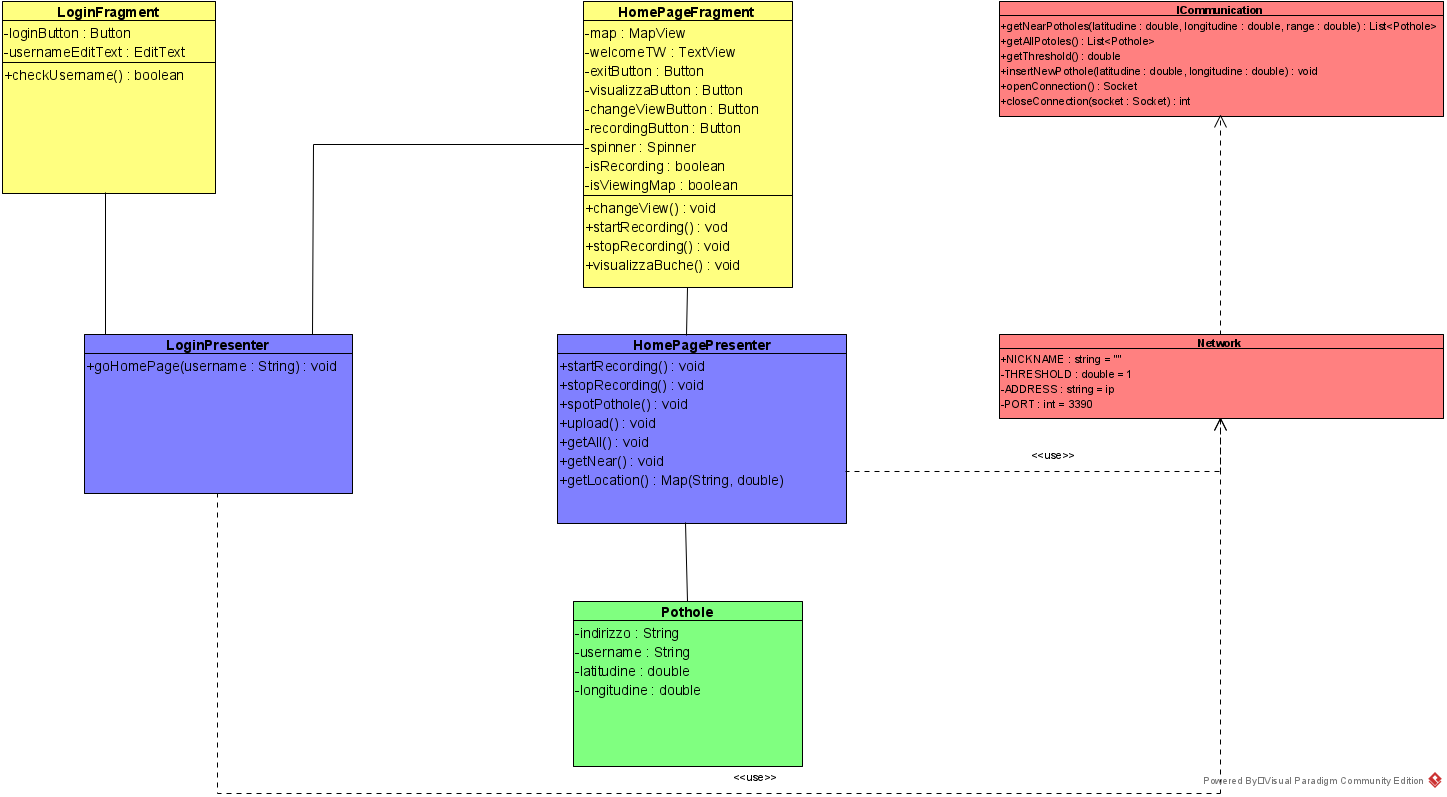 LoginFragment
-loginButton : Button
-usernameEditText : EditText
+checkUsername() : boolean
HomePageFragment
-map : MapView
-welcomeTW : TextView
-exitButton : Button
-visualizzaButton : Button
-changeViewButton : Button
-recordingButton : Button
-spinner : Spinner
-isRecording : boolean
-isViewingMap : boolean
+changeView() : void
+startRecording() : vod
+stopRecording() : void
+visualizzaBuche() : void
ICommunication
+getNearPotholes(latitudine : double, longitudine : double, range : double) : List<Pothole>
+getAllPotoles() : List<Pothole>
+getThreshold() : double
+insertNewPothole(latitudine : double, longitudine : double) : void
+openConnection() : Socket
+closeConnection(socket : Socket) : int
LoginPresenter
+goHomePage(username : String) : void
HomePagePresenter
+startRecording() : void
+stopRecording() : void
+spotPothole() : void
+upload() : void
+getAll() : void
+getNear() : void
+getLocation() : Map(String, double)
Network
+NICKNAME : string = ""
-THRESHOLD : double = 1
-ADDRESS : string = ip
-PORT : int = 3390
<<use>>
Pothole
-indirizzo : String
-username : String
-latitudine : double
-longitudine : double
<<use>>
Powered By□Visual Paradigm Community Edition